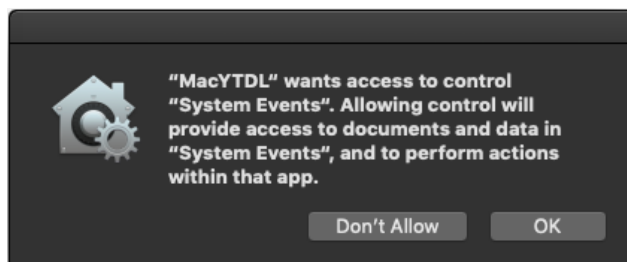 “MacYTDL” wants access to control
“System Events”. Allowing control will
provide access to documents and data in
“System Events”, and to perform actions
within that app.
Don’t Allow
OK